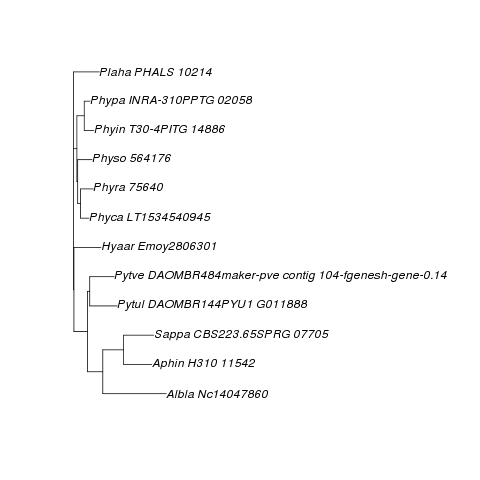 Plaha PHALS 10214
Phypa INRA-310PPTG 02058
Phyin T30-4PITG 14886
Physo 564176
Phyra 75640
Phyca LT1534540945
Hyaar Emoy2806301
Pytve DAOMBR484maker-pve contig 104-fgenesh-gene-0.14
Pytul DAOMBR144PYU1 G011888
Sappa CBS223.65SPRG 07705
Aphin H310 11542
Albla Nc14047860